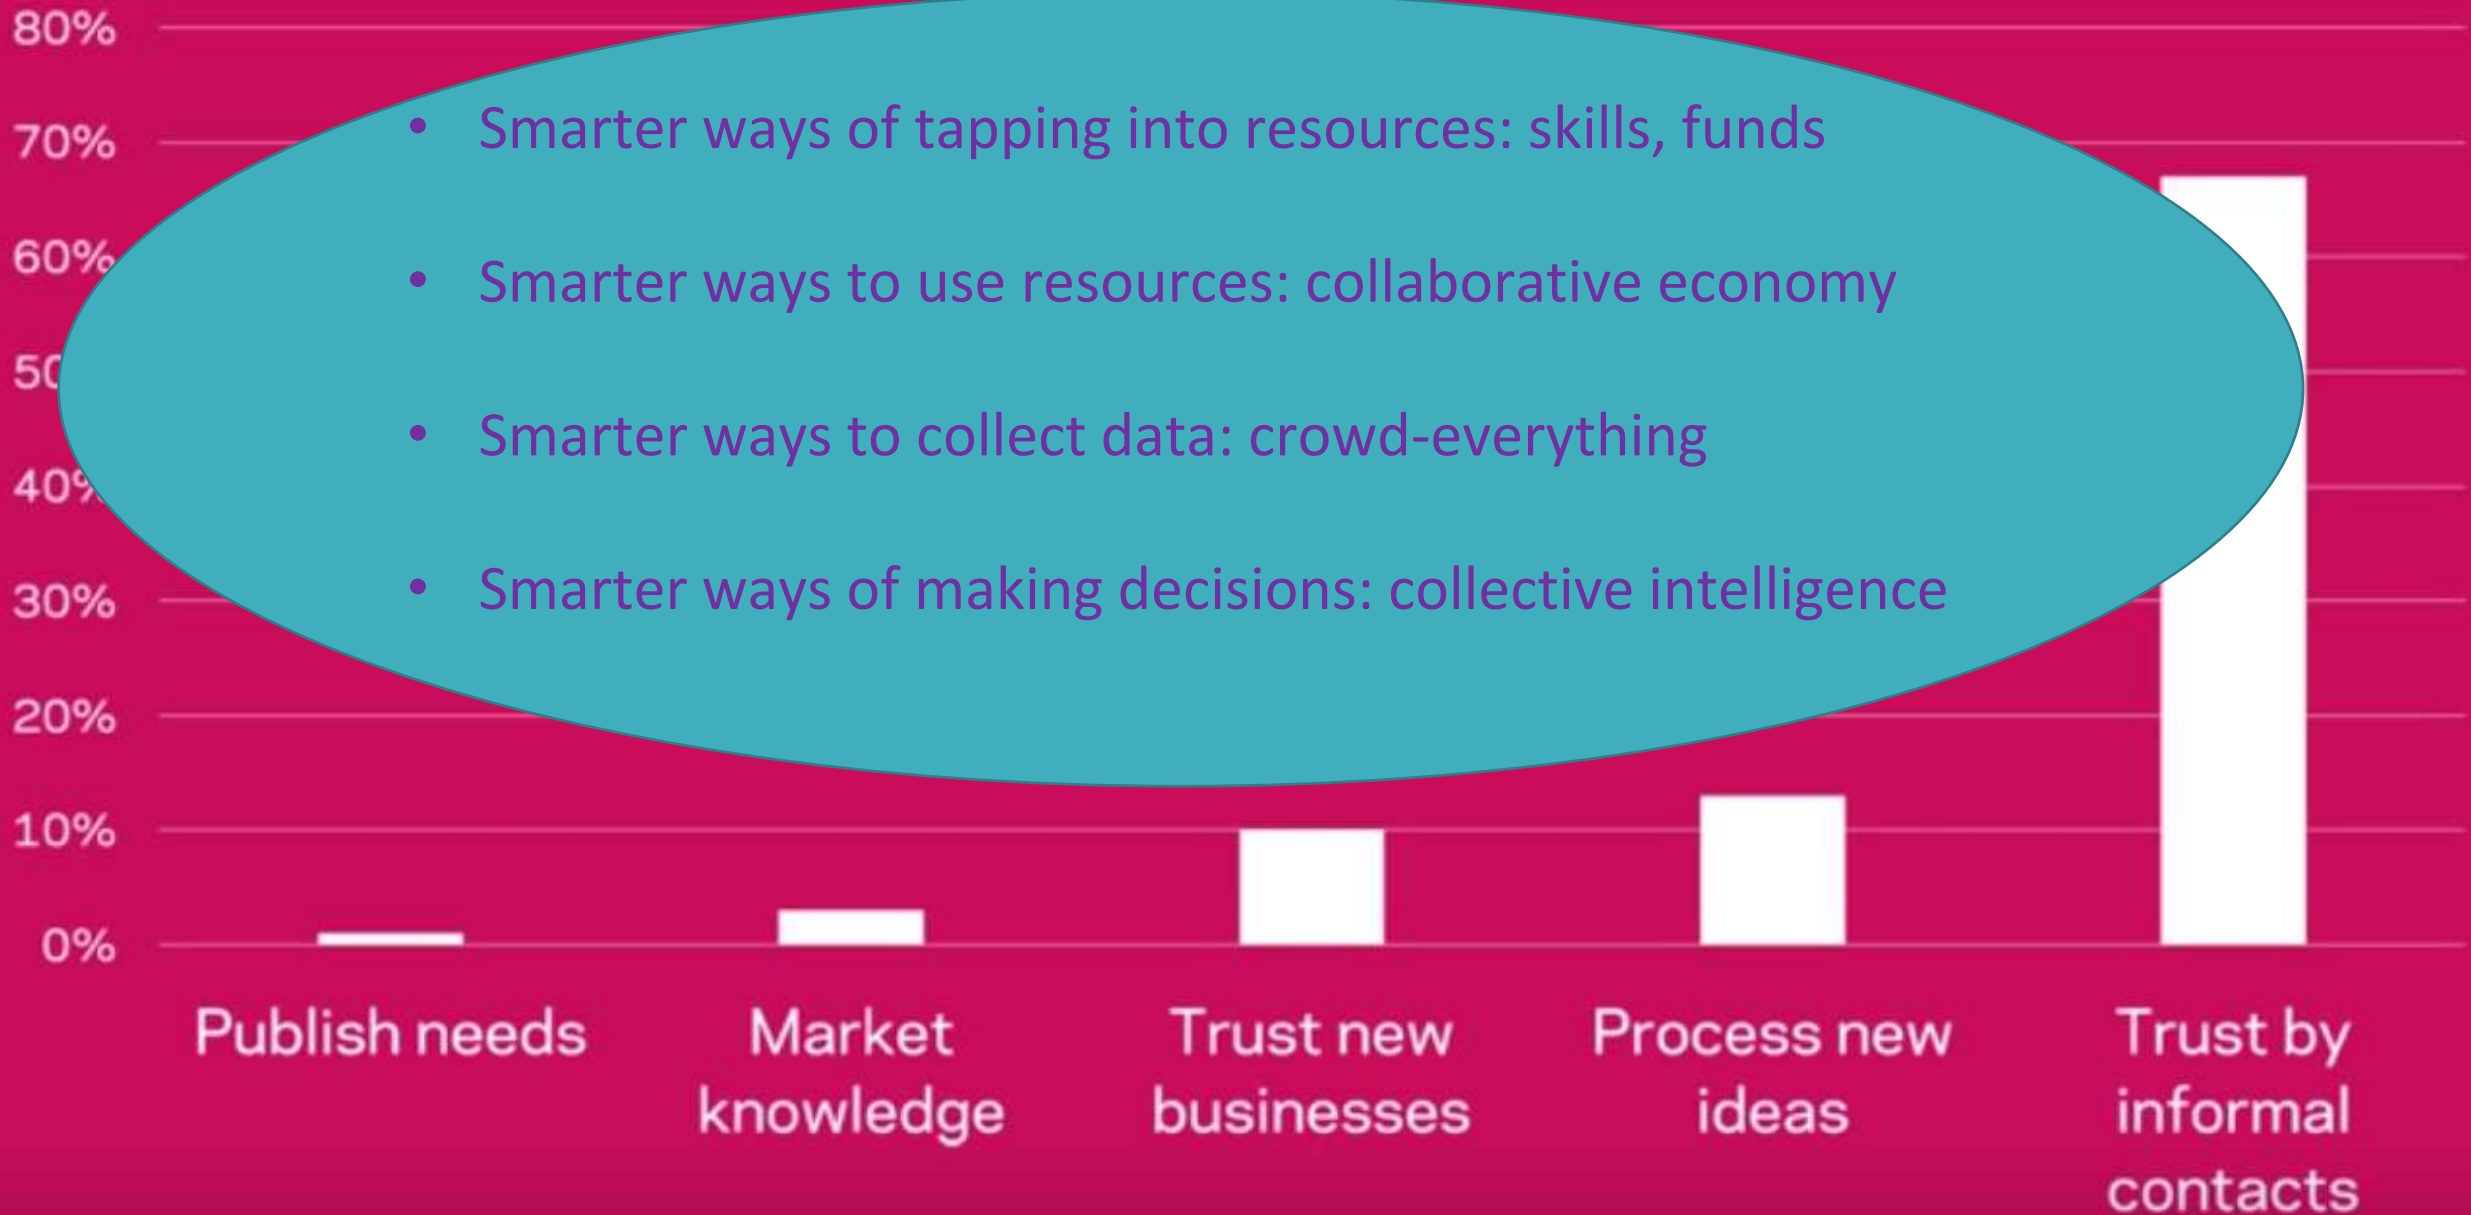 80%
70%
60%
50
40%
30%
20%
10%
0%
• Smarter ways of tapping into resources: skills, funds
• Smarter ways to use resources: collaborative economy
• Smarter ways to collect data: crowd-everything
• Smarter ways of making decisions: collective intelligence
Publish needs
Market
knowledge
Trust new
businesses
Process new
ideas
Trust by
informal
contacts